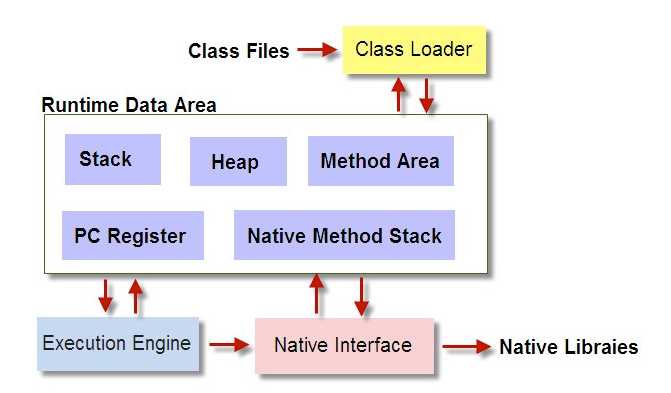 Class Files
Class Loader
Runtime Data Area
Stack
Heap
Method Area
PC Register
Native Method Stack
Execution Engine
Native Interface
Native Libraies